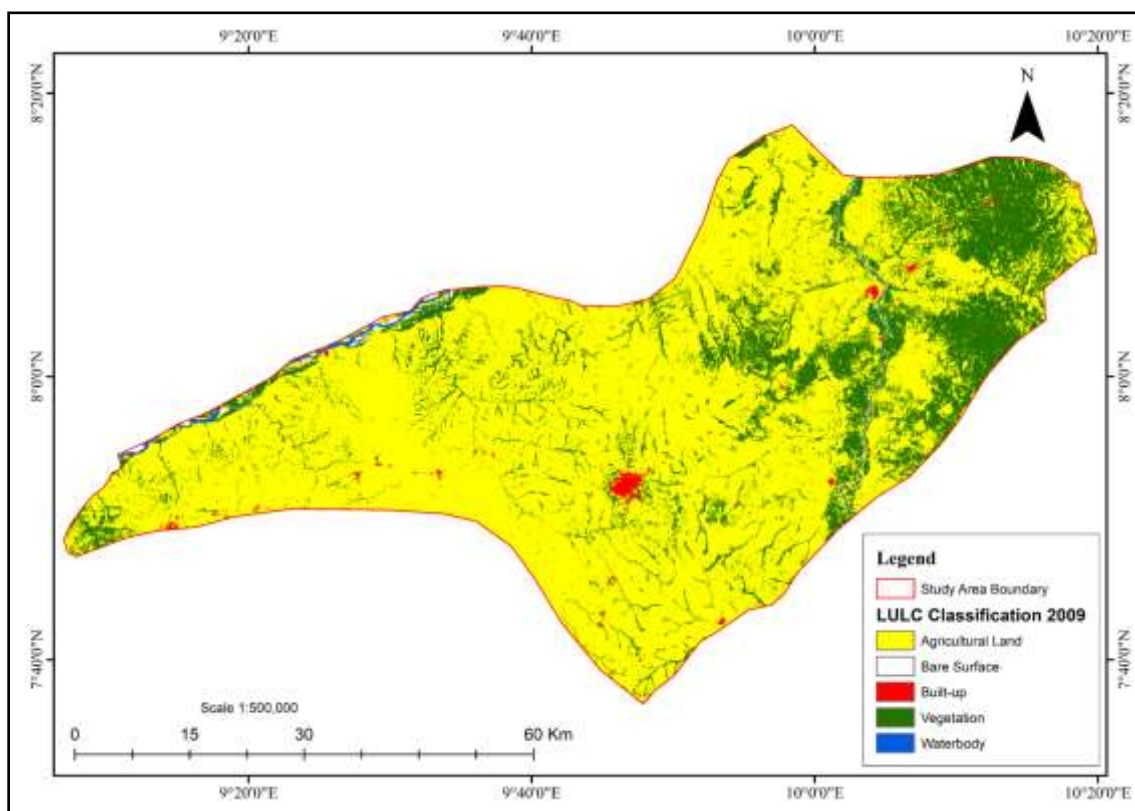 9°20'0"E 9°40'0"E 10°0'0"E 10°20'0"E
N
8°20'0"N 8°20'0"N
8°0'0"N 8°0'0"N
7°40'0"N 7°40'0"N
Legend
Study Area Boundary
LULC Classification 2009
Agricultural Land
Bare Surface
Built-up
Vegetation
Waterbody
Scale 1:500,000
0 15 30 60 Km
9°20'0"E 9°40'0"E 10°0'0"E 10°20'0"E